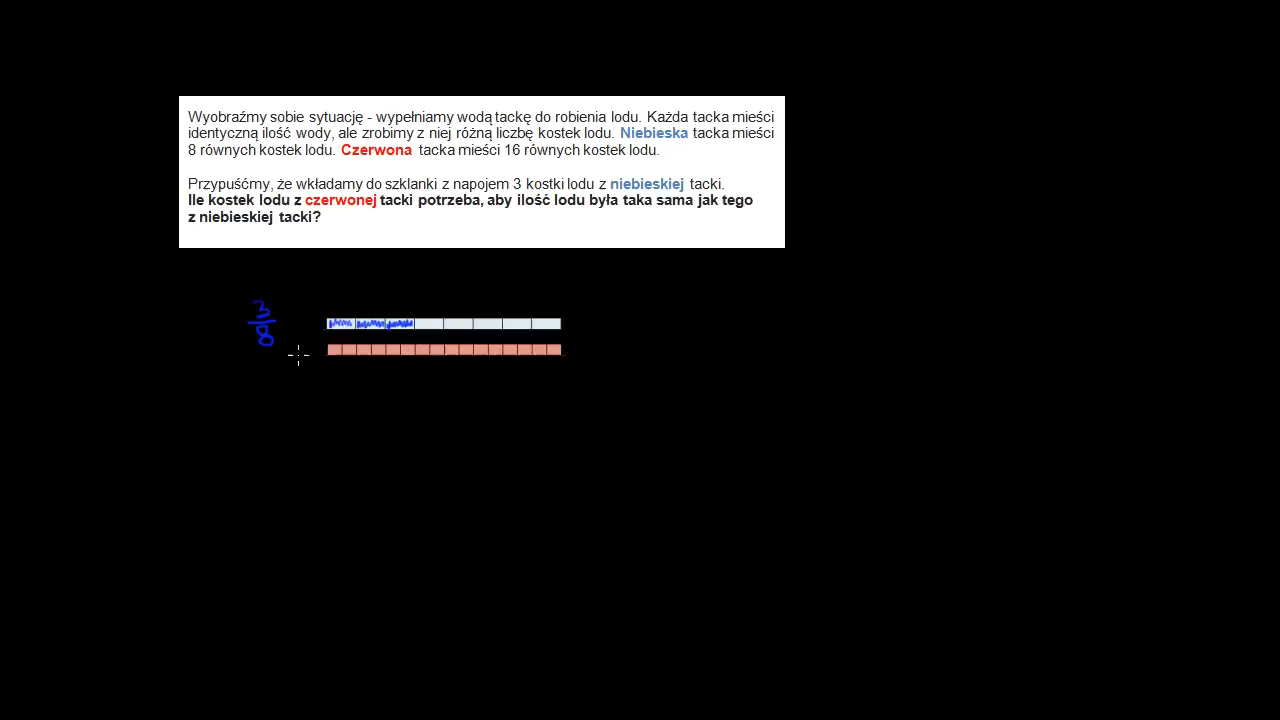 Wyobraźmy sobie sytuację - wypełniamy wodą tackę do robienia lodu. Każda tacka mieści
identyczną ilość wody, ale zrobimy z niej różną liczbę kostek lodu. Niebieska tacka mieści
8 równych kostek lodu. Czerwona tacka mieści 16 równych kostek lodu.
Przypuśćmy, że wkładamy do szklanki z napojem 3 kostki lodu z niebieskiej tacki.
Ile kostek lodu z czerwonej tacki potrzeba, aby ilość lodu była taka sama jak tego
z niebieskiej tacki?
3
8